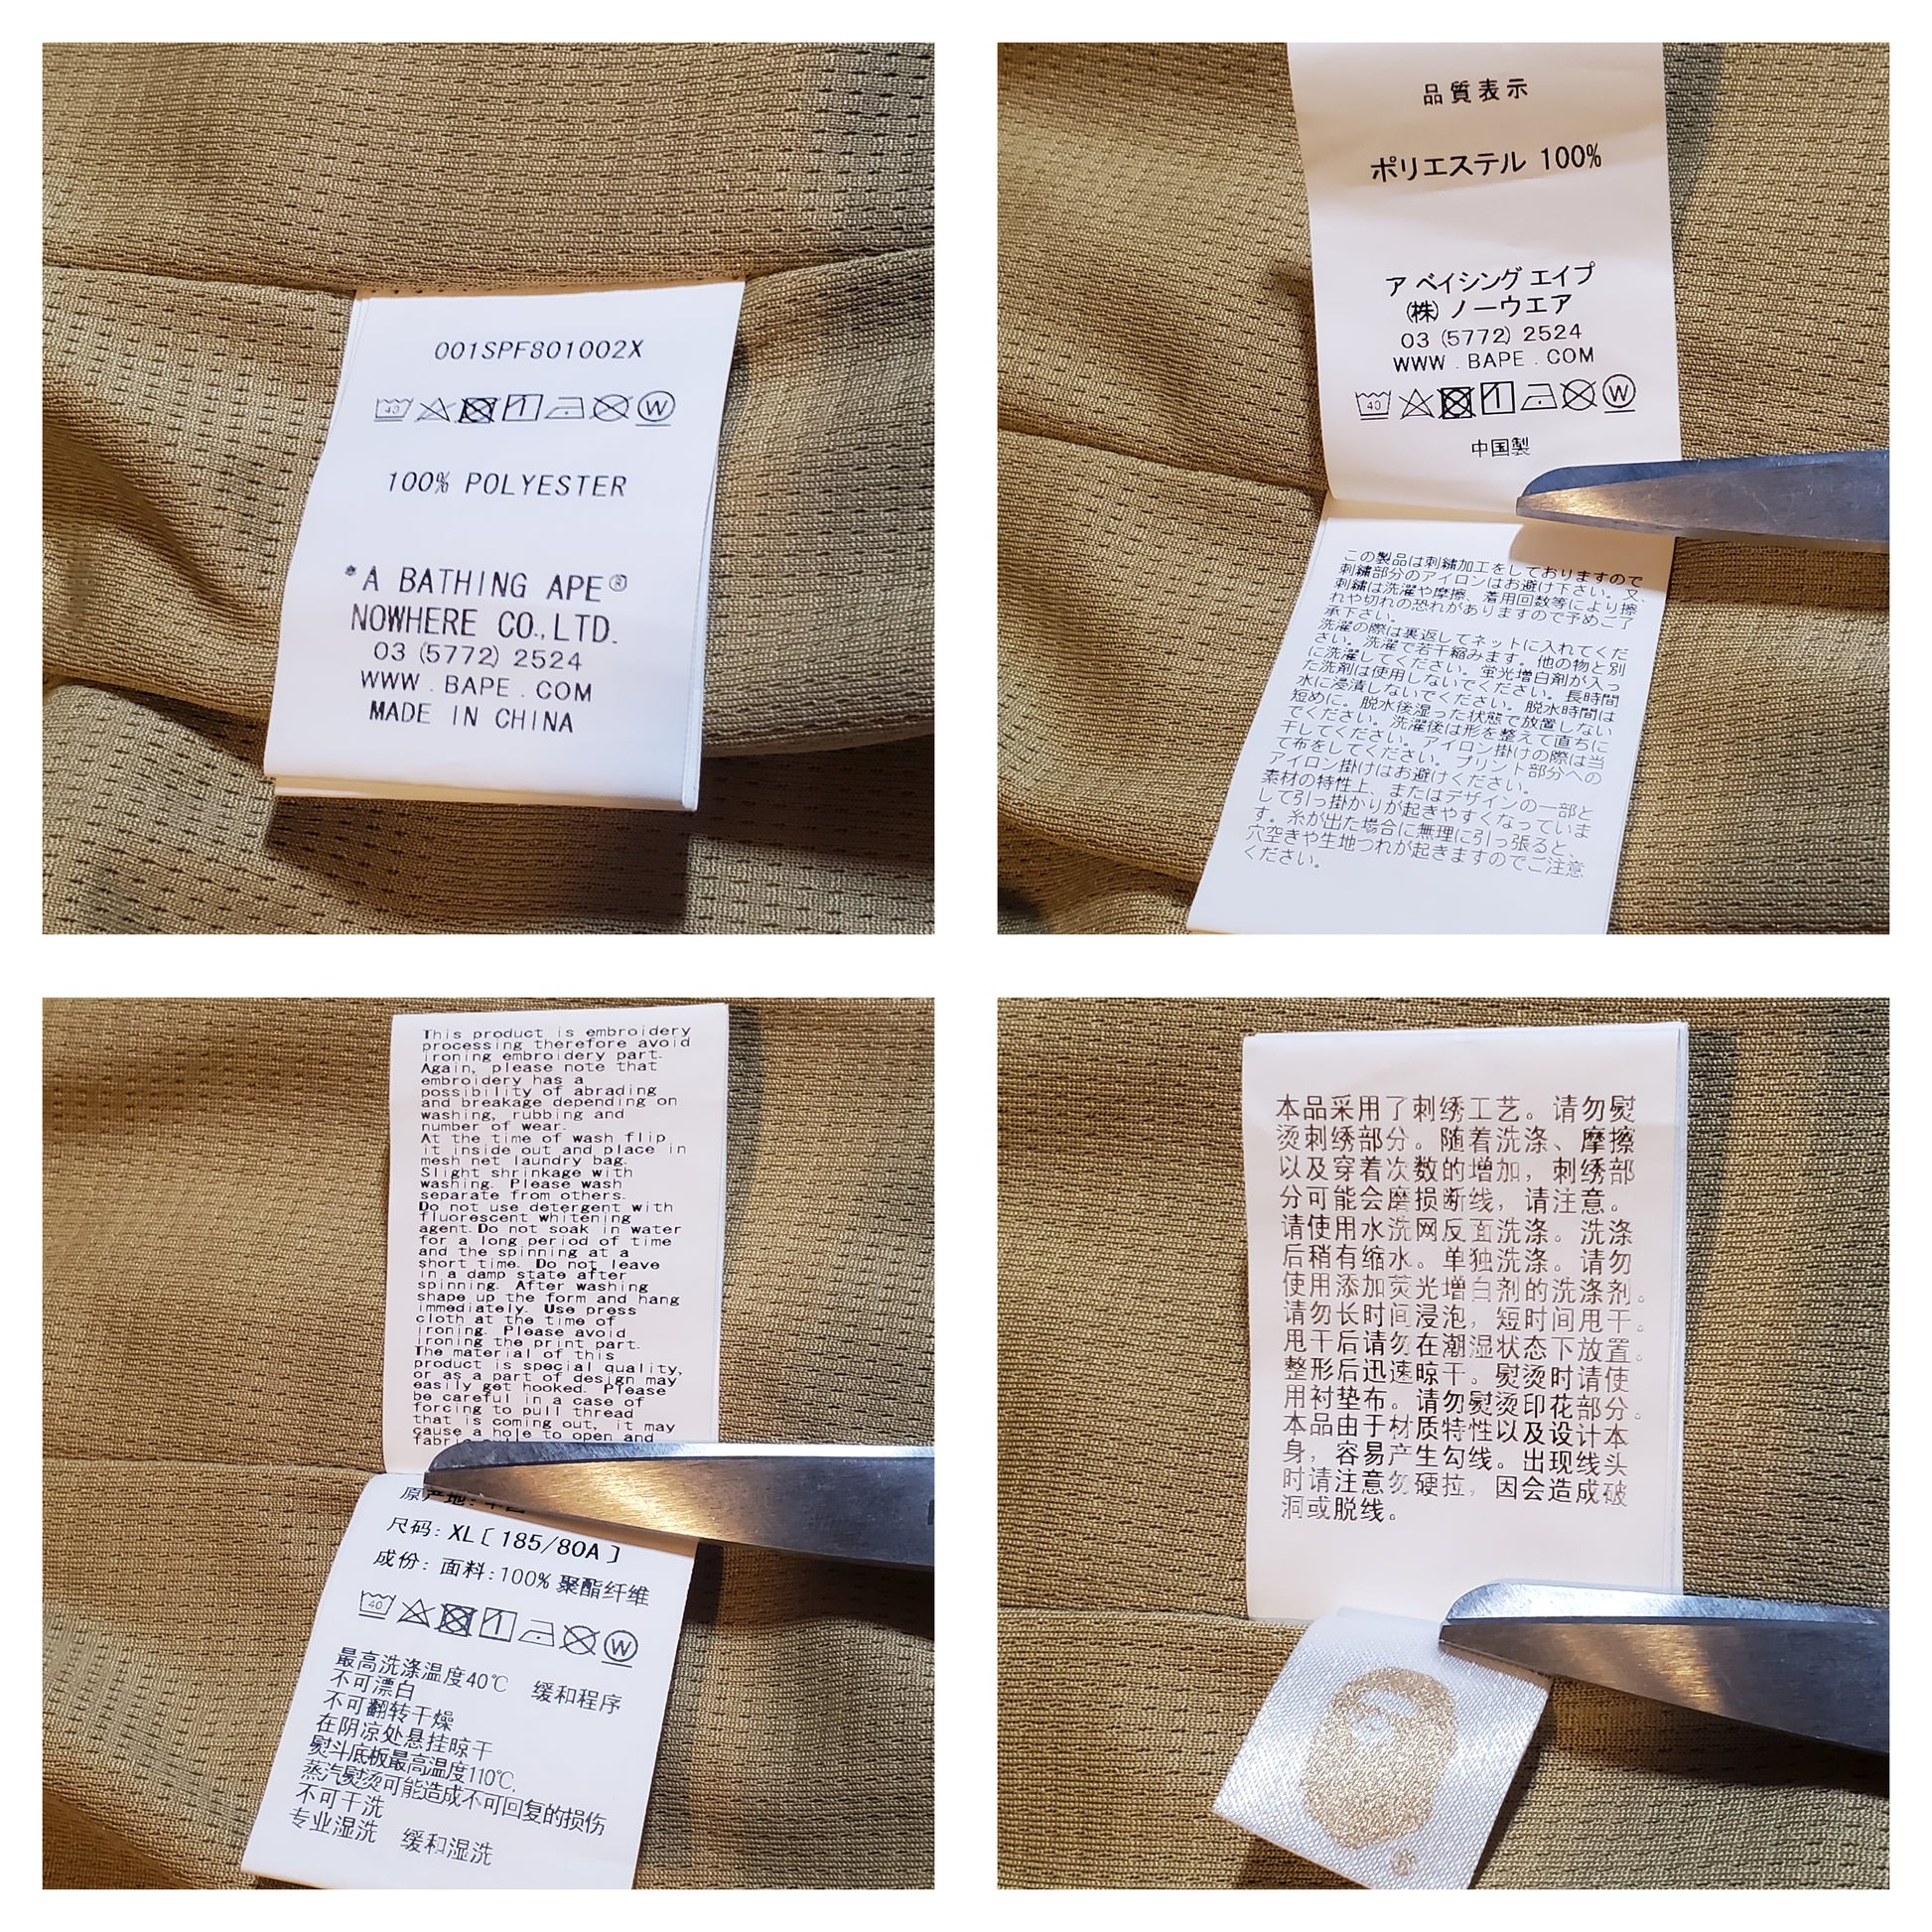 001SPF801002X
40 1 W
100% POLYESTER
*A BATHING APE®
NOWHERE CO.,LTD.
03 (5772) 2524
WWW.BAPE.COM
MADE IN CHINA
品質表示
ポリエステル 100%
ア ベイシング エイプ
(株) ノーウエア
03 (5772) 2524
WWW.BAPE.COM
40 1 W
中国製
この製品は刺繍加工をしておりますので
刺繍部分のアイロンはお避け下さい。又、
刺繍は洗濯や摩擦、着用回数等により擦
れや切れの恐れがありますので予めご了
承下さい。
洗濯の際は裏返してネットに入れてくだ
さい。洗濯で若干縮みます。他の物と別
に洗濯してください。蛍光増白剤が入っ
た洗剤は使用しないでください。長時間
水に浸漬しないでください。脱水時間は
短めに。脱水後湿った状態で放置しない
でください。洗濯後は形を整えて直ちに
干してください。アイロン掛けの際は当
て布をしてください。プリント部分への
アイロン掛けはお避けください。
素材の特性上、またはデザインの一部と
して引っ掛かりが起きやすくなっていま
す。糸が出た場合に無理に引っ張ると、
穴空きや生地つれが起きますのでご注意
ください。
This product is embroidery
processing therefore avoid
ironing embroidery part.
Again, please note that
embroidery has a
possibility of abrading
and breakage depending on
washing, rubbing and
number of wear.
At the time of wash flip
it inside out and place in
mesh net laundry bag.
Slight shrinkage with
washing. Please wash
separate from others.
Do not use detergent with
fluorescent whitening
agent.Do not soak in water
for a long period of time
and the spinning at a
short time. Do not leave
in a damp state after
spinning. After washing
shape up the form and hang
immediately. Use press
cloth at the time of
ironing. Please avoid
ironing the print part.
The material of this
product is special quality,
or as a part of design may
easily get hooked. Please
be careful in a case of
forcing to pull thread
that is coming out, it may
cause a hole to open and
原产地:中国
尺码: XL [ 185/80A ]
成份: 面料:100% 聚酯纤维
40 1 W
最高洗涤温度40℃ 缓和程序
不可漂白
不可翻转干燥
在阴凉处悬挂晾干
熨斗底板最高温度110℃,
蒸汽熨烫可能造成不可回复的损伤
不可干洗
专业湿洗 缓和湿洗
本品采用了刺绣工艺。请勿熨
烫刺绣部分。随着洗涤、摩擦
以及穿着次数的增加，刺绣部
分可能会磨损断线，请注意。
请使用水洗网反面洗涤。洗涤
后稍有缩水。单独洗涤。请勿
使用添加荧光增白剂的洗涤剂。
请勿长时间浸泡，短时间甩干。
甩干后请勿在潮湿状态下放置。
整形后迅速晾干。熨烫时请使
用衬垫布。请勿熨烫印花部分。
本品由于材质特性以及设计本
身，容易产生勾线。出现线头
时请注意勿硬拉，因会造成破
洞或脱线。